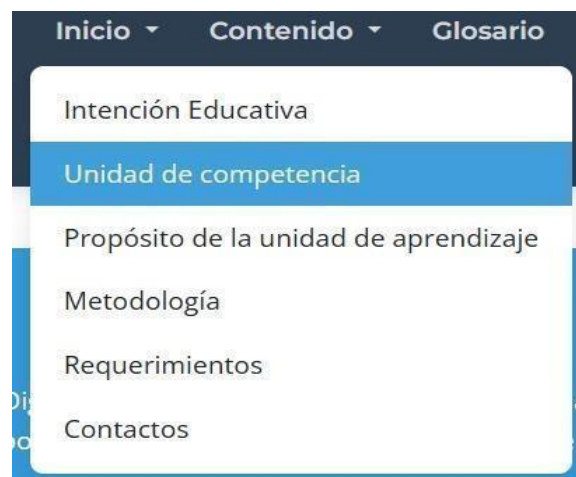 Inicio Contenido Glosario
Intención Educativa
Unidad de competencia
Propósito de la unidad de aprendizaje
Metodología
Requerimientos
Contactos